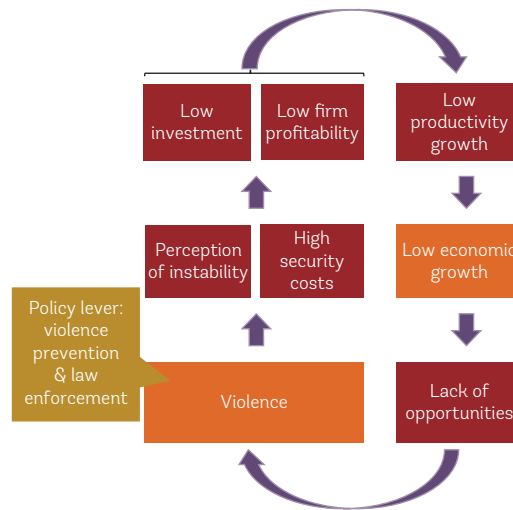 Low
investment
Low firm
profitability
Low
productivity
growth
Perception
of instability
High
security
costs
Low economic
growth
Policy lever:
violence
prevention
& law
enforcement
Violence
Lack of
opportunities